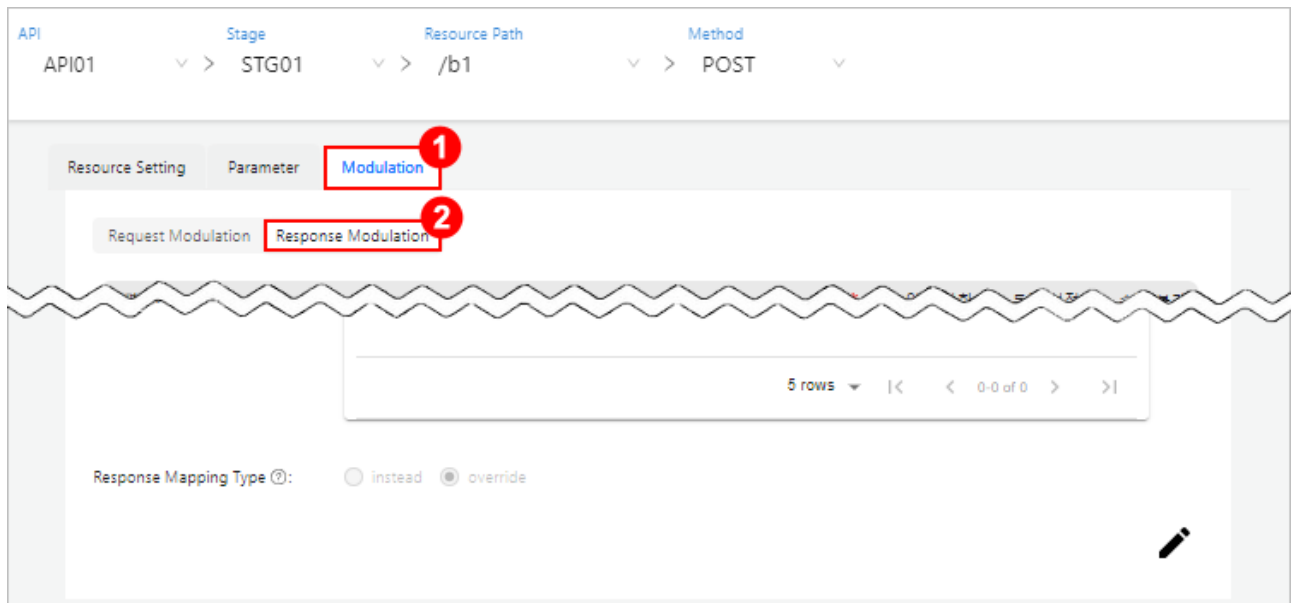 API Stage Resource Path Method
API01 > STG01 > /b1 > POST
1
Resource Setting Parameter Modulation
2
Request Modulation Response Modulation
5 rows |< < 0-0 of 0 > >|
Response Mapping Type ?: instead override